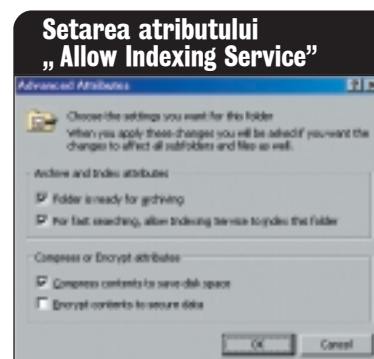 Setarea atributului
„ Allow Indexing Service”
Advanced Attributes
Choose the settings you want for this folder
When you apply these changes you will be asked if you want the
changes to affect all subfolders and files as well.
Archive and Index attributes
Folder is ready for archiving
For fast searching, allow Indexing Service to index this folder
Compress or Encrypt attributes
Compress contents to save disk space
Encrypt contents to secure data
OK Cancel